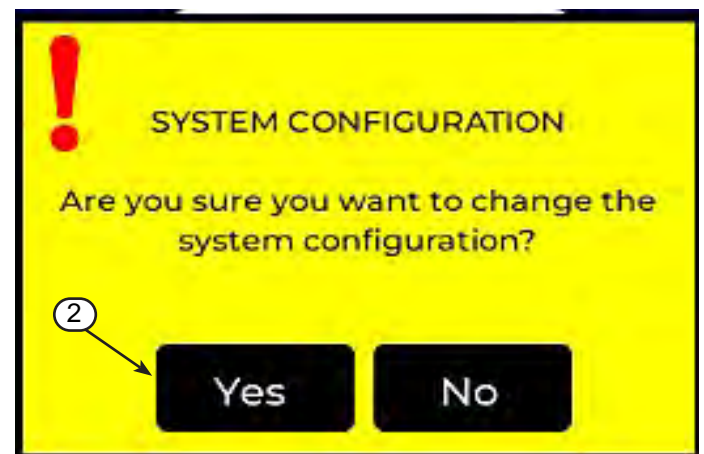 !
SYSTEM CONFIGURATION
Are you sure you want to change the
system configuration?
2
Yes No